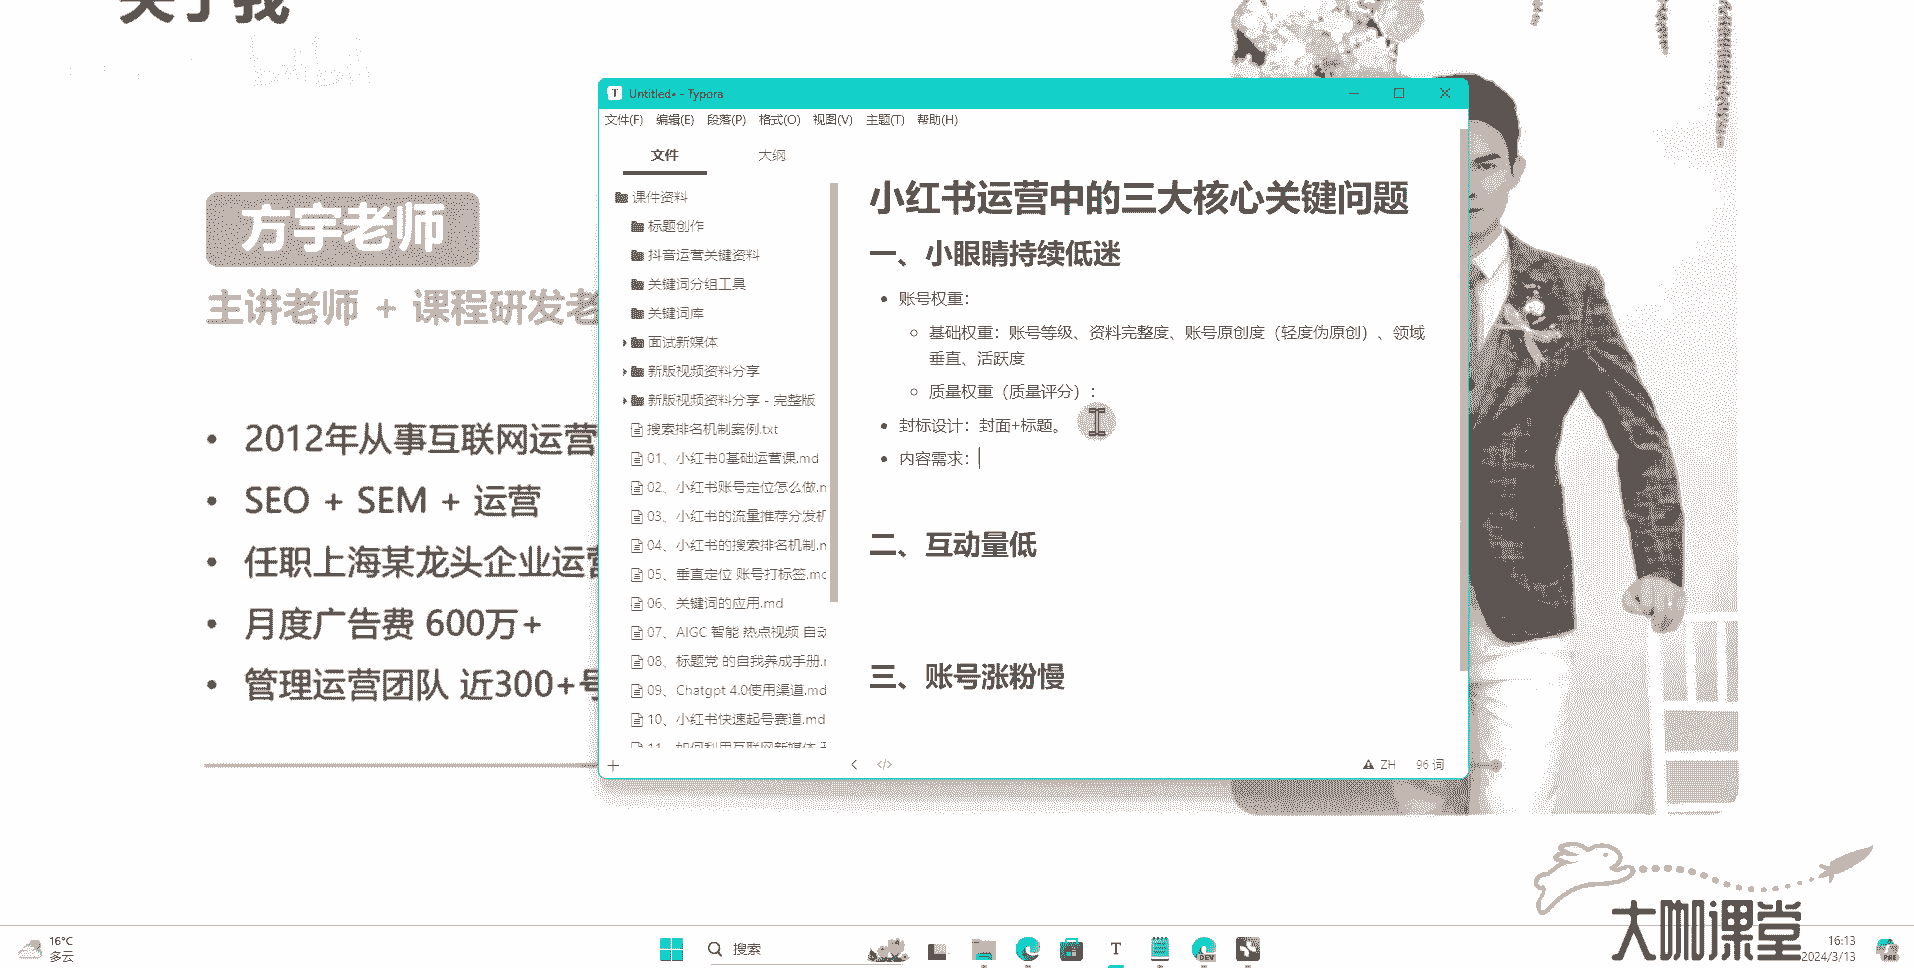 关于我
bilibili
方宇老师
主讲老师 + 课程研发老
2012年从事互联网运营
SEO + SEM + 运营
任职上海某龙头企业运营
月度广告费 600万+
管理运营团队 近300+号
Untitled• - Typora
文件(F) 编辑(E) 段落(P) 格式(O) 视图(V) 主题(T) 帮助(H)
文件 大纲
课件资料
标题创作
抖音运营关键资料
关键词分组工具
关键词库
面试新媒体
新版视频资料分享
新版视频资料分享 - 完整版
搜索排名机制案例.txt
01、小红书0基础运营课.md
02、小红书账号定位怎么做.m
03、小红书的流量推荐分发机
04、小红书的搜索排名机制.m
05、垂直定位 账号打标签.md
06、关键词的应用.md
07、AIGC 智能 热点视频 自动
08、标题党 的自我养成手册.m
09、Chatgpt 4.0使用渠道.md
10、小红书快速起号赛道.md
11、如何利用互联网新媒体
小红书运营中的三大核心关键问题
一、小眼睛持续低迷
账号权重：
基础权重：账号等级、资料完整度、账号原创度（轻度伪原创）、领域
垂直、活跃度
质量权重（质量评分）：
封标设计：封面+标题。
内容需求：
二、互动量低
三、账号涨粉慢
ZH 96 词
大咖课堂
16°C
多云
搜索
T
DEV
16:13
2024/3/13
PRE